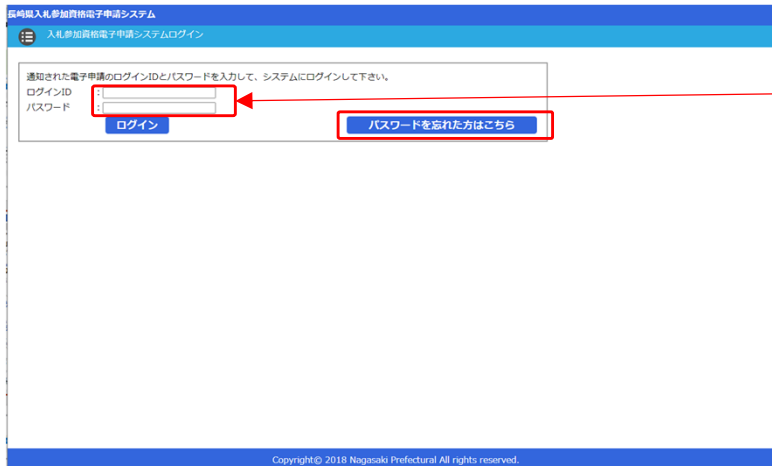 長崎県入札参加資格電子申請システム
入札参加資格電子申請システムログイン
通知された電子申請のログインIDとパスワードを入力して、システムにログインして下さい。
ログインID :
パスワード :
ログイン パスワードを忘れた方はこちら
Copyright© 2018 Nagasaki Prefectural All rights reserved.